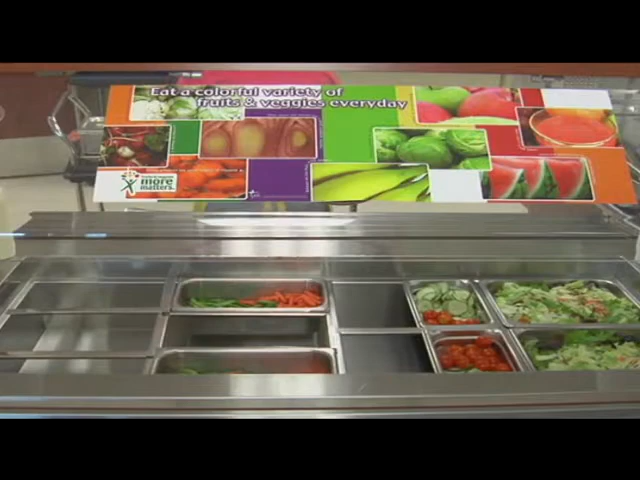 Eat a colorful variety of
fruits & veggies everyday
more
matters.